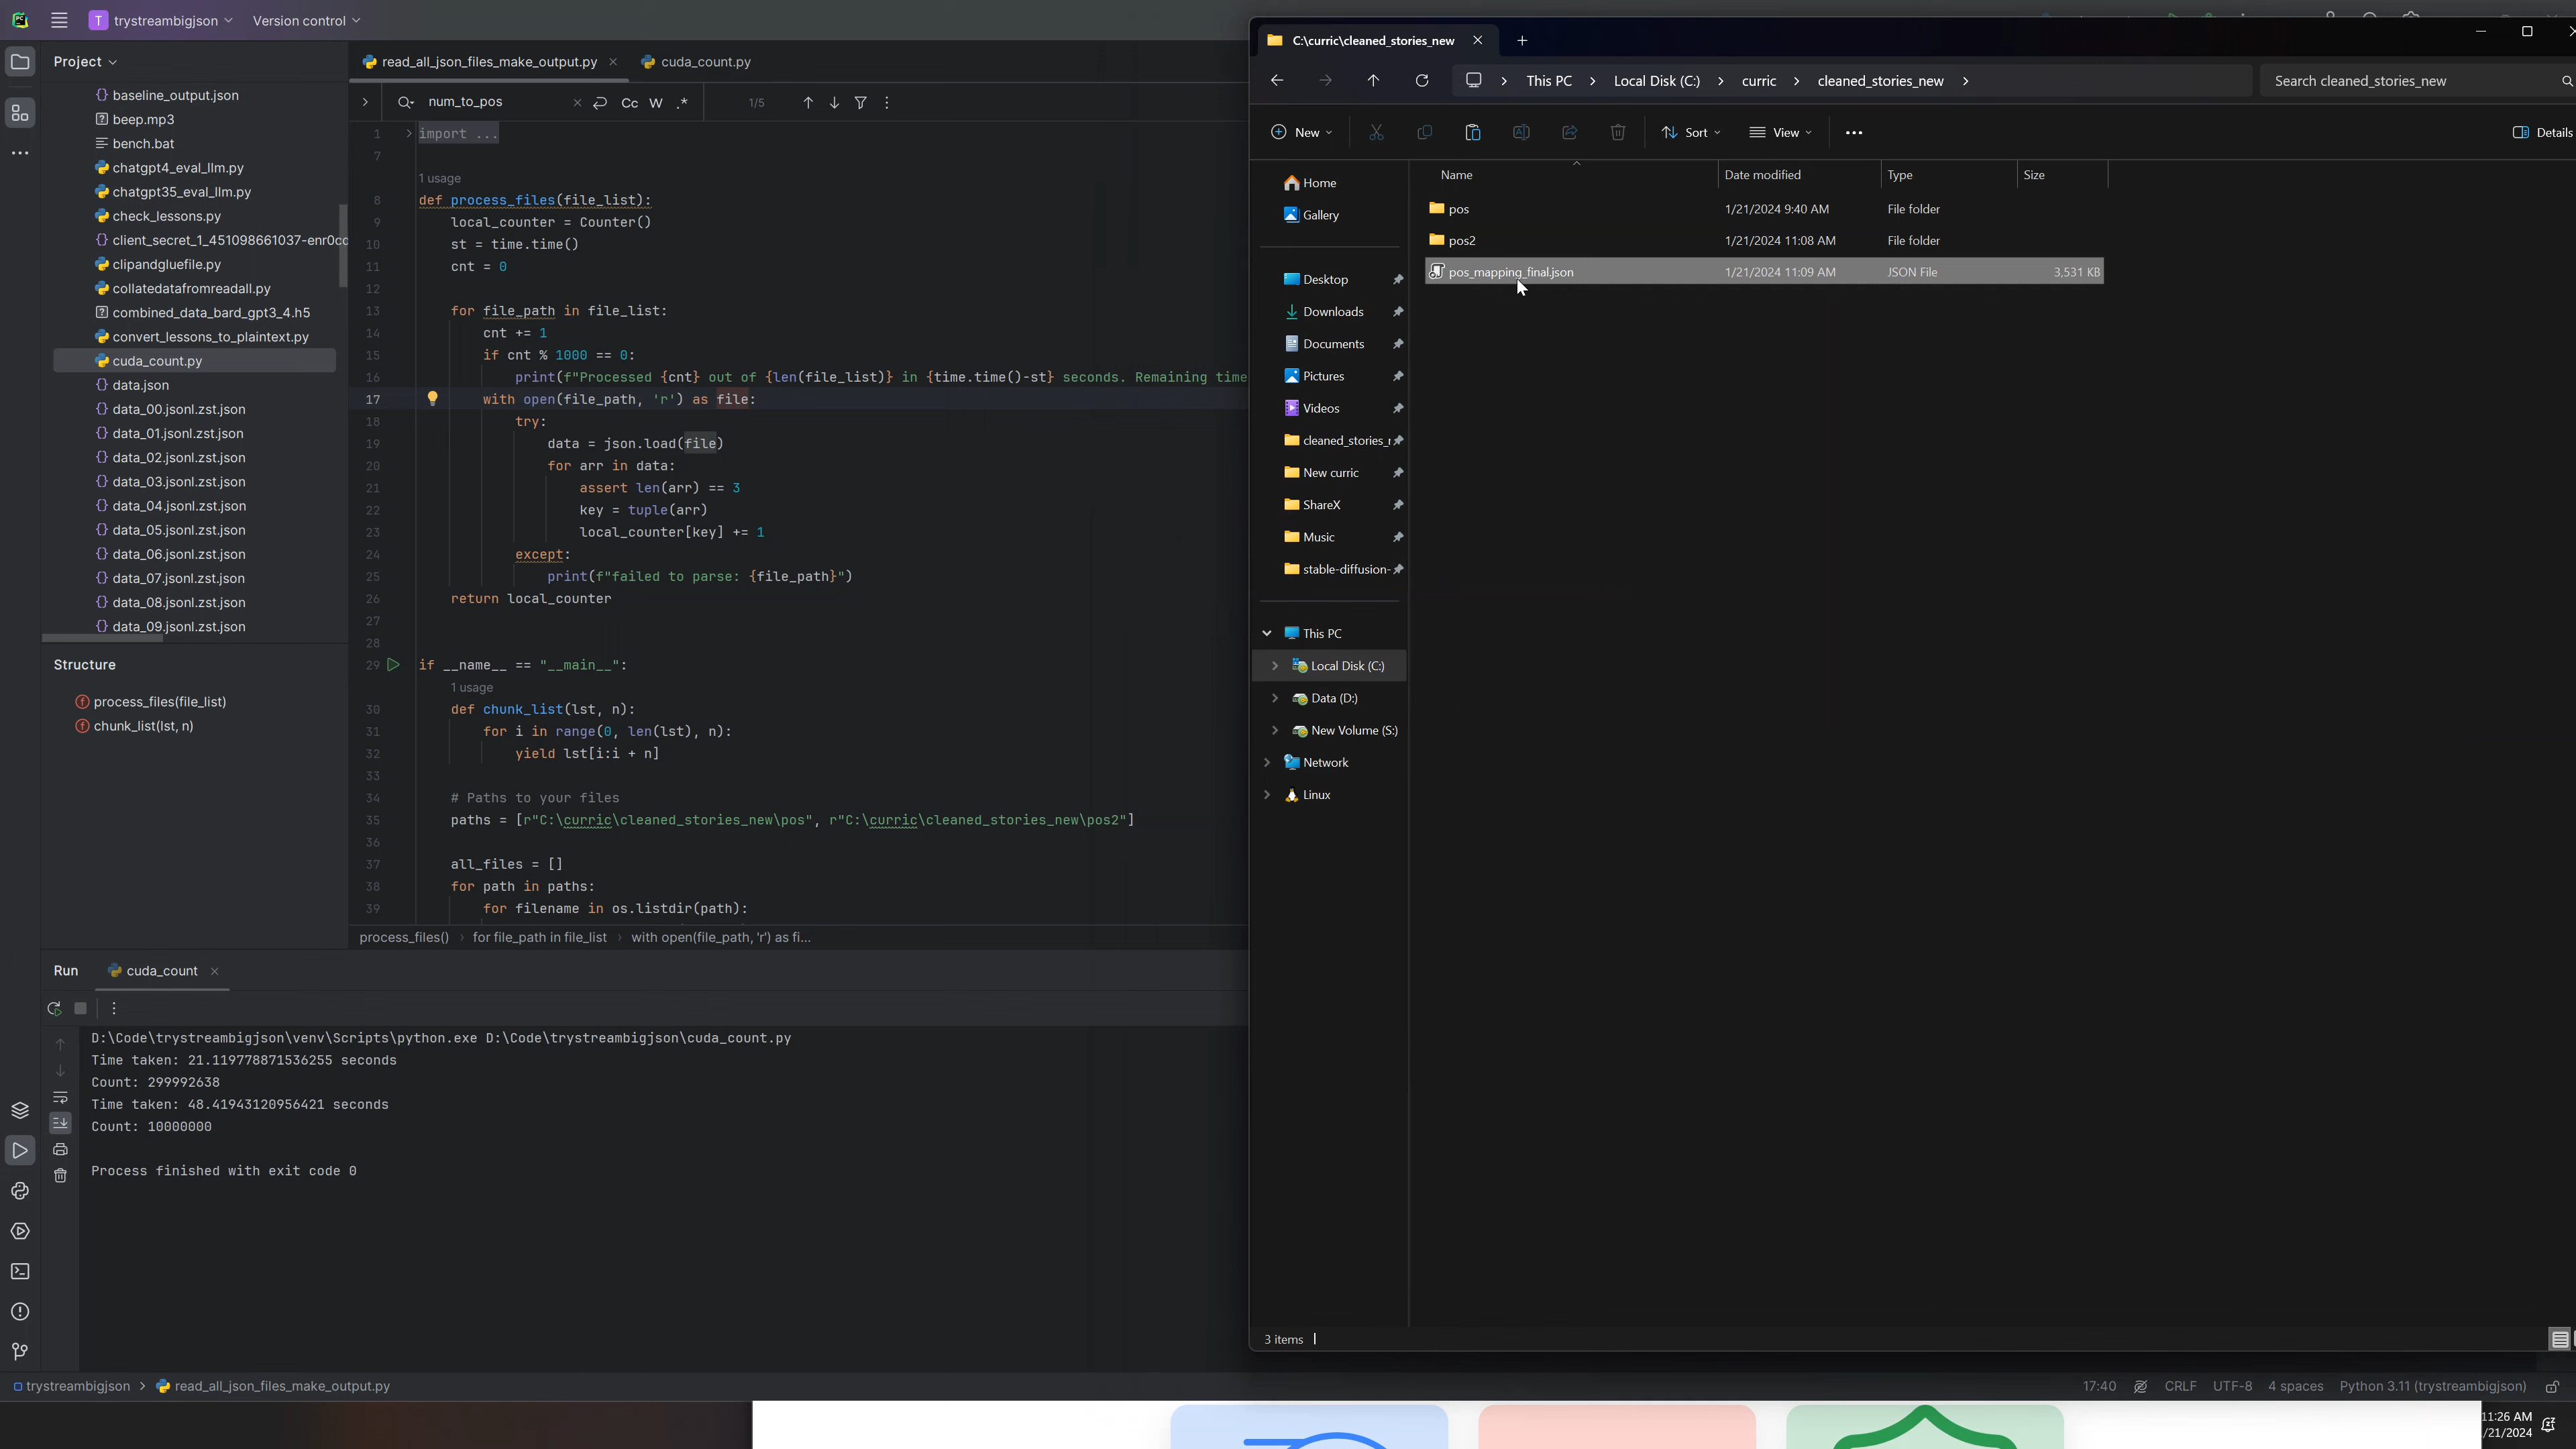 T trystreambigjson Version control
Project
baseline_output.json
beep.mp3
bench.bat
chatgpt4_eval_llm.py
chatgpt35_eval_llm.py
check_lessons.py
client_secret_1_451098661037-enr0c
clipandgluefile.py
collatedatafromreadall.py
combined_data_bard_gpt3_4.h5
convert_lessons_to_plaintext.py
cuda_count.py
data.json
data_00.jsonl.zst.json
data_01.jsonl.zst.json
data_02.jsonl.zst.json
data_03.jsonl.zst.json
data_04.jsonl.zst.json
data_05.jsonl.zst.json
data_06.jsonl.zst.json
data_07.jsonl.zst.json
data_08.jsonl.zst.json
data_09.jsonl.zst.json
Structure
process_files(file_list)
chunk_list(lst, n)
read_all_json_files_make_output.py cuda_count.py
num_to_pos Cc W .* 1/5
1 import ...
7
1 usage
8 def process_files(file_list):
9 local_counter = Counter()
10 st = time.time()
11 cnt = 0
12
13 for file_path in file_list:
14 cnt += 1
15 if cnt % 1000 == 0:
16 print(f"Processed {cnt} out of {len(file_list)} in {time.time()-st} seconds. Remaining time
17 with open(file_path, 'r') as file:
18 try:
19 data = json.load(file)
20 for arr in data:
21 assert len(arr) == 3
22 key = tuple(arr)
23 local_counter[key] += 1
24 except:
25 print(f"failed to parse: {file_path}")
26 return local_counter
27
28
29 if __name__ == "__main__":
1 usage
30 def chunk_list(lst, n):
31 for i in range(0, len(lst), n):
32 yield lst[i:i + n]
33
34 # Paths to your files
35 paths = [r"C:\curric\cleaned_stories_new\pos", r"C:\curric\cleaned_stories_new\pos2"]
36
37 all_files = []
38 for path in paths:
39 for filename in os.listdir(path):
process_files() › for file_path in file_list › with open(file_path, 'r') as fi...
Run cuda_count
D:\Code\trystreambigjson\venv\Scripts\python.exe D:\Code\trystreambigjson\cuda_count.py
Time taken: 21.119778871536255 seconds
Count: 299992638
Time taken: 48.41943120956421 seconds
Count: 10000000
Process finished with exit code 0
trystreambigjson › read_all_json_files_make_output.py
17:40 CRLF UTF-8 4 spaces Python 3.11 (trystreambigjson)
C:\curric\cleaned_stories_new
This PC › Local Disk (C:) › curric › cleaned_stories_new ›
Search cleaned_stories_new
New Sort View Details
Name Date modified Type Size
pos 1/21/2024 9:40 AM File folder
pos2 1/21/2024 11:08 AM File folder
pos_mapping_final.json 1/21/2024 11:09 AM JSON File 3,531 KB
Home
Gallery
Desktop
Downloads
Documents
Pictures
Videos
cleaned_stories_
New curric
ShareX
Music
stable-diffusion-
This PC
Local Disk (C:)
Data (D:)
New Volume (S:)
Network
Linux
3 items
11:26 AM
/21/2024